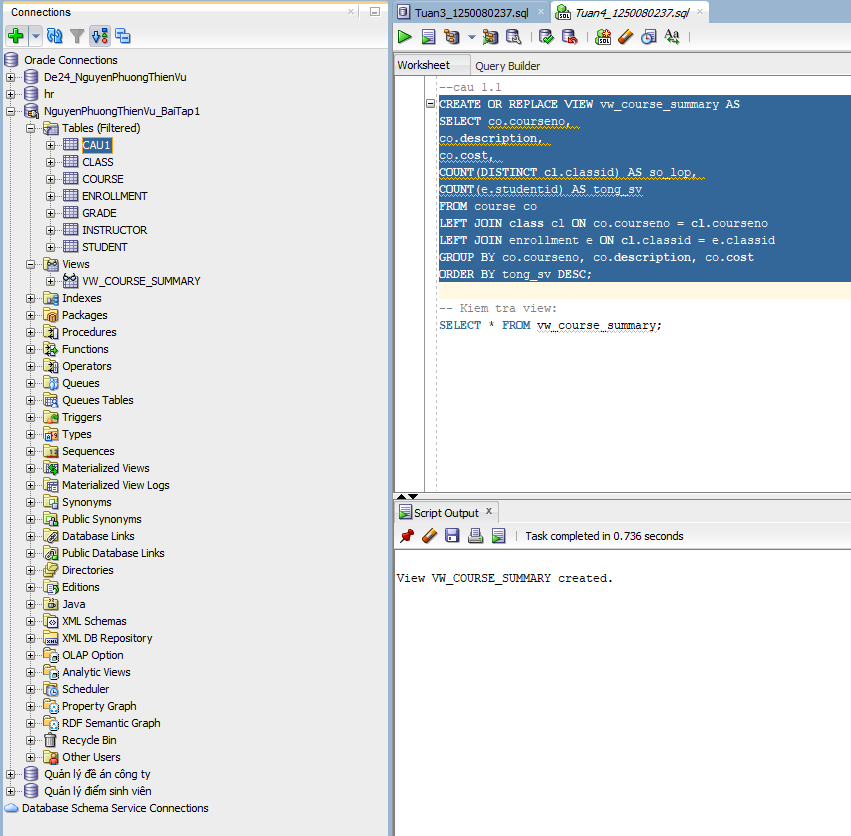 Connections
Oracle Connections
De24_NguyenPhuongThienVu
hr
NguyenPhuongThienVu_BaiTap1
Tables (Filtered)
CAU1
CLASS
COURSE
ENROLLMENT
GRADE
INSTRUCTOR
STUDENT
Views
VW_COURSE_SUMMARY
Indexes
Packages
Procedures
Functions
Operators
Queues
Queues Tables
Triggers
Types
Sequences
Materialized Views
Materialized View Logs
Synonyms
Public Synonyms
Database Links
Public Database Links
Directories
Editions
Java
XML Schemas
XML DB Repository
OLAP Option
Analytic Views
Scheduler
Property Graph
RDF Semantic Graph
Recycle Bin
Other Users
Quản lý đề án công ty
Quản lý điểm sinh viên
Database Schema Service Connections
Tuan3_1250080237.sql
Tuan4_1250080237.sql
Worksheet
Query Builder
--cau 1.1
CREATE OR REPLACE VIEW vw_course_summary AS
SELECT co.courseno,
co.description,
co.cost,
COUNT(DISTINCT cl.classid) AS so_lop,
COUNT(e.studentid) AS tong_sv
FROM course co
LEFT JOIN class cl ON co.courseno = cl.courseno
LEFT JOIN enrollment e ON cl.classid = e.classid
GROUP BY co.courseno, co.description, co.cost
ORDER BY tong_sv DESC;
-- Kiem tra view:
SELECT * FROM vw_course_summary;
Script Output
Task completed in 0.736 seconds
View VW_COURSE_SUMMARY created.